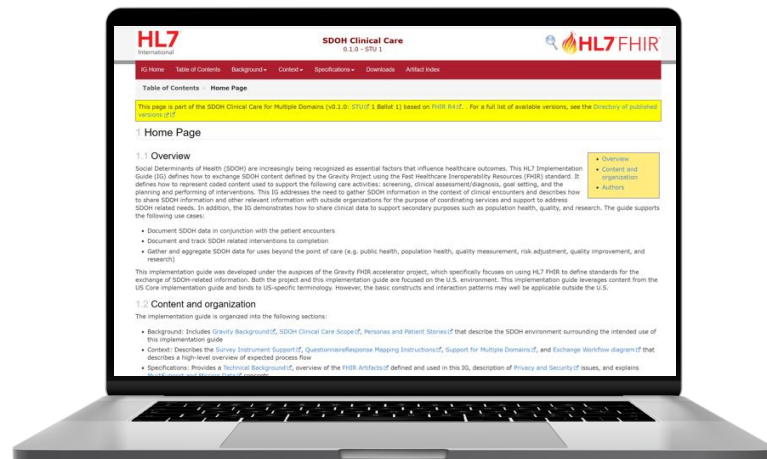 HL7
International
SDOH Clinical Care
0.1.0 - STU 1
HL7 FHIR
IG Home Table of Contents Background Context Specifications Downloads Artifact Index
Table of Contents Home Page
This page is part of the SDOH Clinical Care for Multiple Domains (v0.1.0: STU 1 Ballot 1) based on FHIR R4. . For a full list of available versions, see the Directory of published
versions
1 Home Page
1.1 Overview
Social Determinants of Health (SDOH) are increasingly being recognized as essential factors that influence healthcare outcomes. This HL7 Implementation
Guide (IG) defines how to exchange SDOH content defined by the Gravity Project using the Fast Healthcare Ineroperability Resources (FHIR) standard. It
defines how to represent coded content used to support the following care activities: screening, clinical assessment/diagnosis, goal setting, and the
planning and performing of interventions. This IG addresses the need to gather SDOH information in the context of clinical encounters and describes how
to share SDOH information and other relevant information with outside organizations for the purpose of coordinating services and support to address
SDOH related needs. In addition, the IG demonstrates how to share clinical data to support secondary purposes such as population health, quality, and research. The guide supports
the following use cases:
• Overview
• Content and
organization
• Authors
• Document SDOH data in conjunction with the patient encounters
• Document and track SDOH related interventions to completion
• Gather and aggregate SDOH data for uses beyond the point of care (e.g. public health, population health, quality measurement, risk adjustment, quality improvement, and
research)
This implementation guide was developed under the auspices of the Gravity FHIR accelerator project, which specifically focuses on using HL7 FHIR to define standards for the
exchange of SDOH-related information. Both the project and this implementation guide are focused on the U.S. environment. This implementation guide leverages content from the
US Core implementation guide and binds to US-specific terminology. However, the basic constructs and interaction patterns may well be applicable outside the U.S.
1.2 Content and organization
The implementation guide is organized into the following sections:
• Background: Includes Gravity Background, SDOH Clinical Care Scope, Personas and Patient Stories that describe the SDOH environment surrounding the intended use of
this implementation guide
• Context: Describes the Survey Instrument Support, QuestionnaireResponse Mapping Instructions, Support for Multiple Domains, and Exchange Workflow diagram that
describes a high-level overview of expected process flow
• Specifications: Provides a Technical Background, overview of the FHIR Artifacts defined and used in this IG, description of Privacy and Security issues, and explains
MustSupport and Missing Data concepts